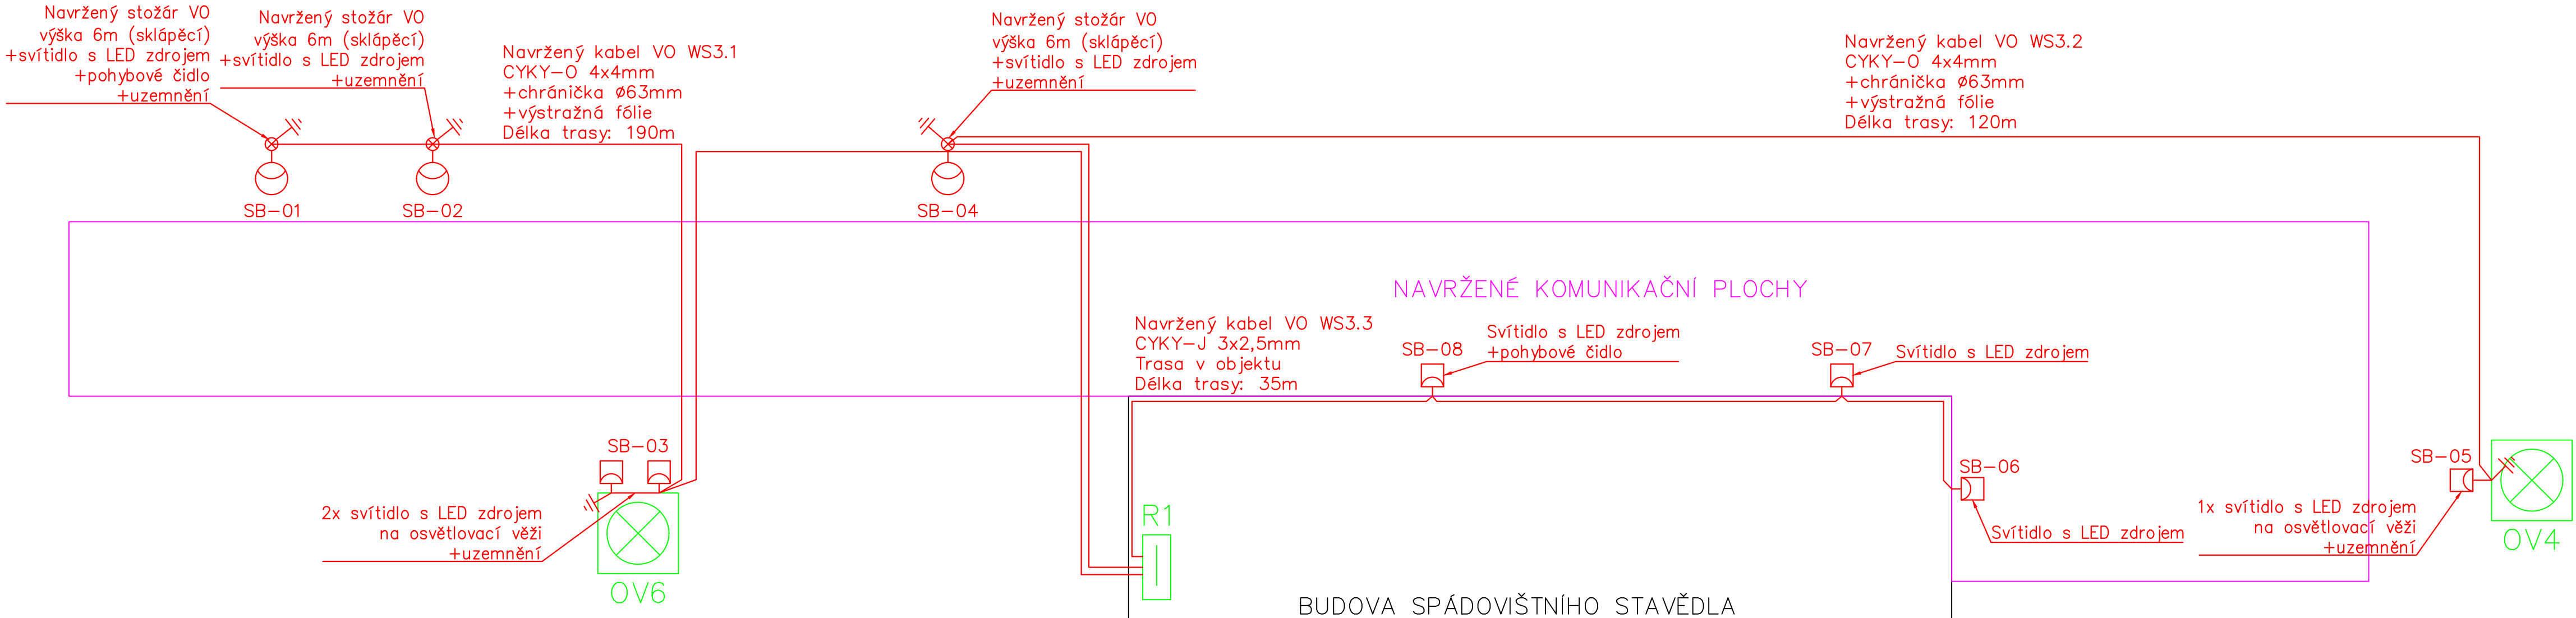 Navržený stožár VO
výška 6m (sklápěcí)
+svítidlo s LED zdrojem
+pohybové čidlo
+uzemnění
Navržený stožár VO
výška 6m (sklápěcí)
+svítidlo s LED zdrojem
+uzemnění
Navržený kabel VO WS3.1
CYKY-O 4x4mm
+chránička ø63mm
+výstražná fólie
Délka trasy: 190m
Navržený stožár VO
výška 6m (sklápěcí)
+svítidlo s LED zdrojem
+uzemnění
Navržený kabel VO WS3.2
CYKY-O 4x4mm
+chránička ø63mm
+výstražná fólie
Délka trasy: 120m
SB-01
SB-02
SB-04
NAVRŽENÉ KOMUNIKAČNÍ PLOCHY
Navržený kabel VO WS3.3
CYKY-J 3x2,5mm
Trasa v objektu
Délka trasy: 35m
SB-08
Svítidlo s LED zdrojem
+pohybové čidlo
SB-07
Svítidlo s LED zdrojem
SB-03
2x svítidlo s LED zdrojem
na osvětlovací věži
+uzemnění
OV6
R1
SB-06
Svítidlo s LED zdrojem
SB-05
1x svítidlo s LED zdrojem
na osvětlovací věži
+uzemnění
OV4
BUDOVA SPÁDOVIŠTNÍHO STAVĚDLA